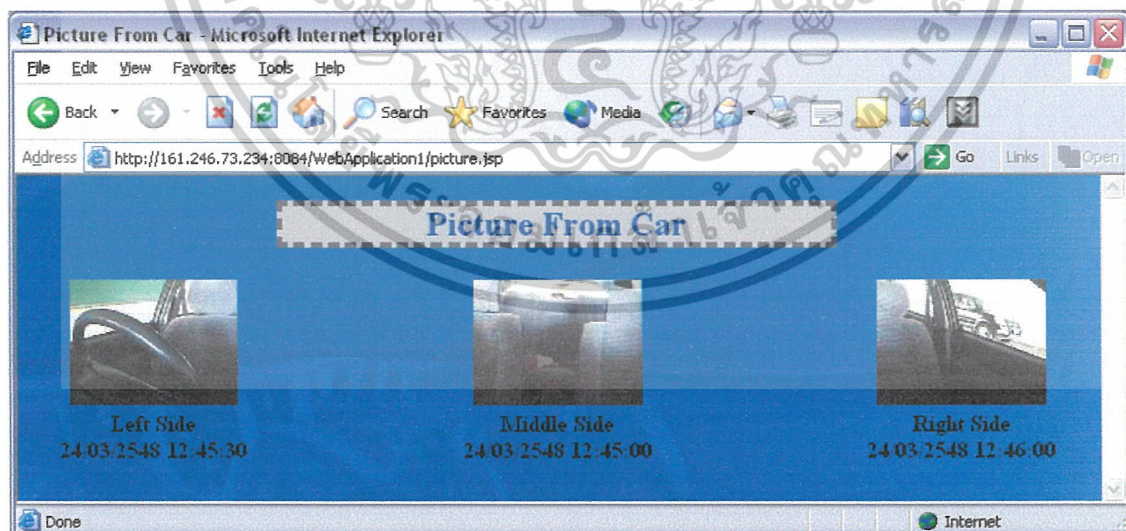 Picture From Car - Microsoft Internet Explorer
File Edit View Favorites Tools Help
Back Search Favorites Media
Address http://161.246.73.234:8084/WebApplication1/picture.jsp Go Links Open
Picture From Car
Left Side Middle Side Right Side
24/03/2548 12:45:30 24/03/2548 12:45:00 24/03/2548 12:46:00
Done Internet